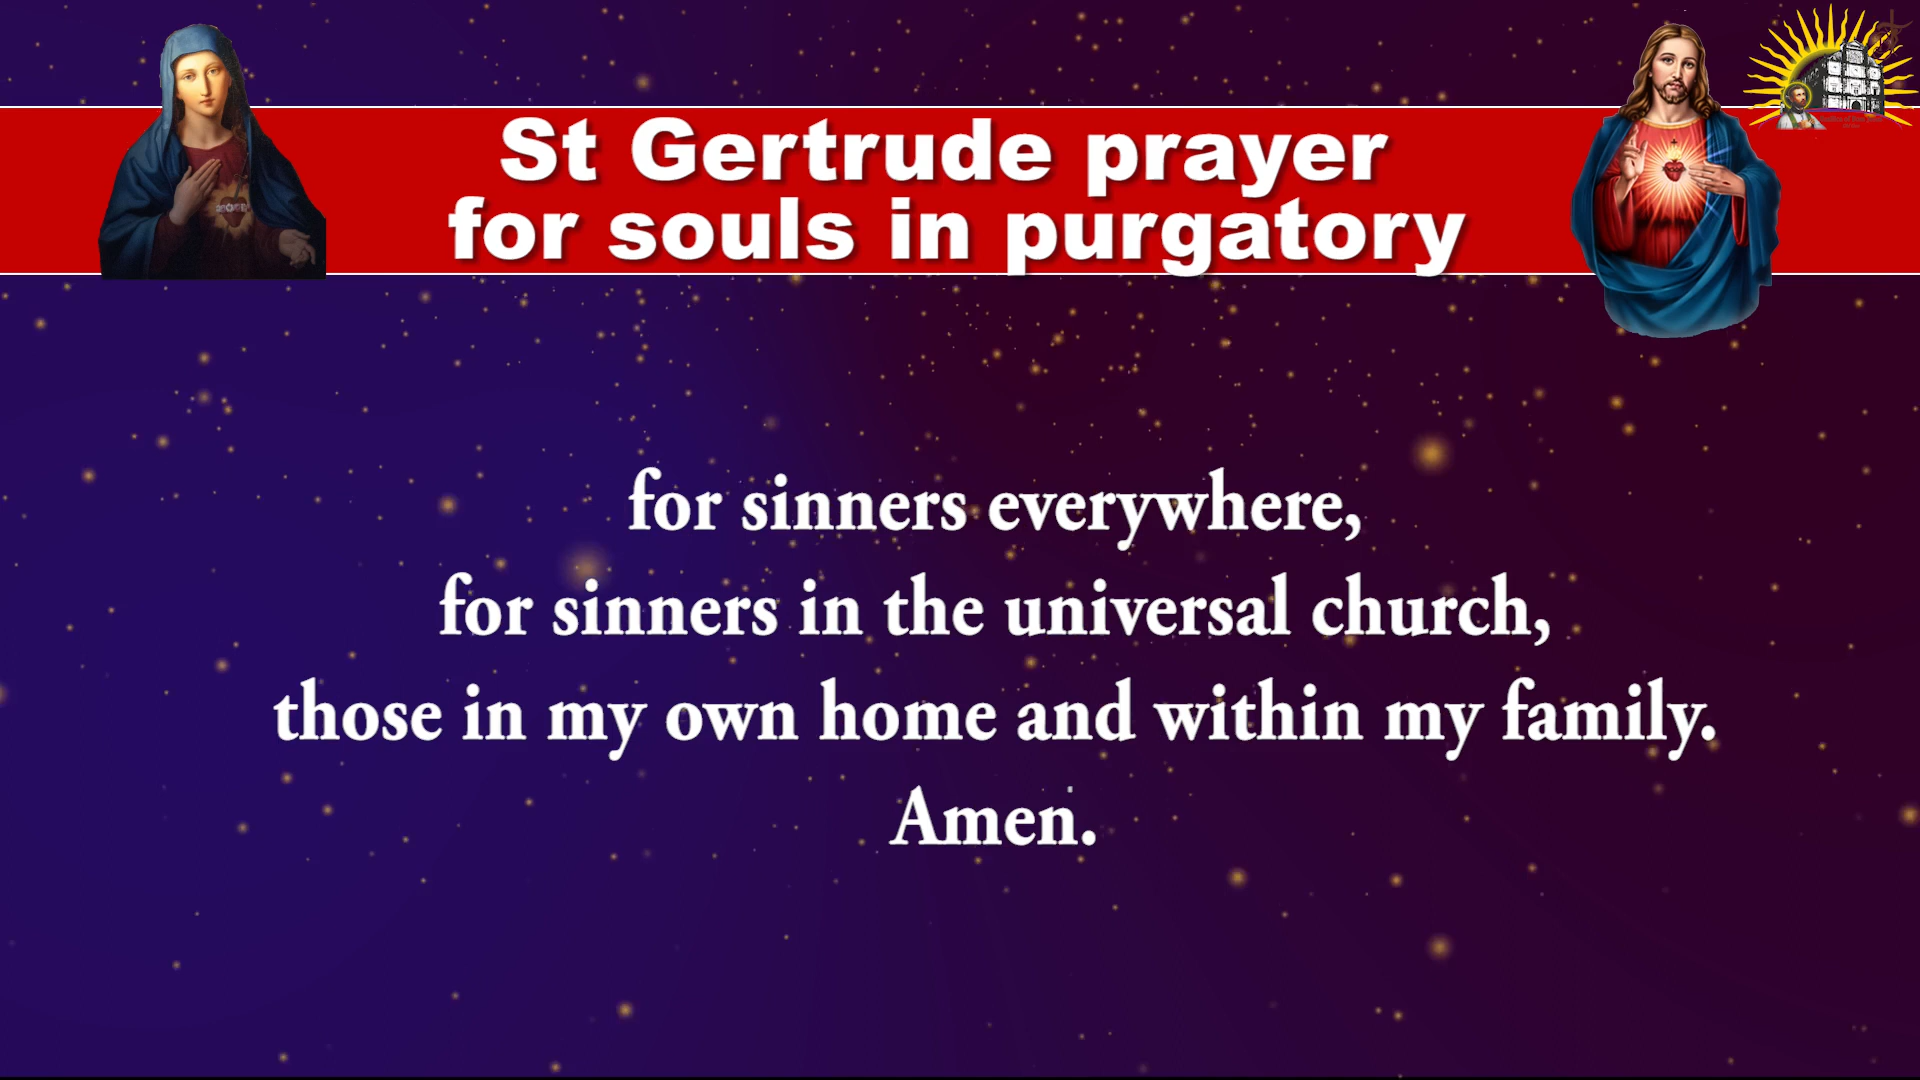 St Gertrude prayer
for souls in purgatory
for sinners everywhere,
for sinners in the universal church,
those in my own home and within my family.
Amen.